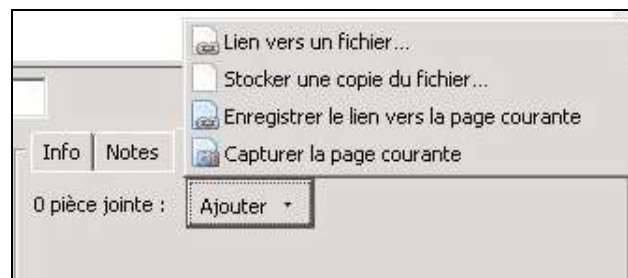 Lien vers un fichier...
Stocker une copie du fichier...
Enregistrer le lien vers la page courante
Capturer la page courante
Info Notes
0 pièce jointe : Ajouter